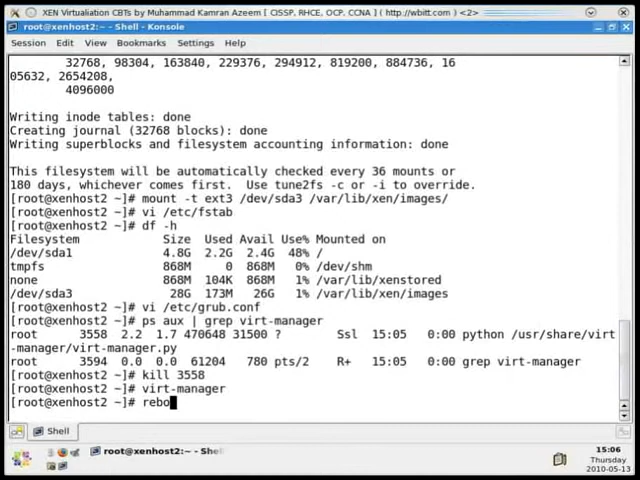 XEN Virtualiation CBTs by Muhammad Kamran Azeem [ CISSP, RHCE, OCP, CCNA ] ( http://wbitt.com ) <2>
root@xenhost2:~ - Shell - Konsole
Session Edit View Bookmarks Settings Help
32768, 98304, 163840, 229376, 294912, 819200, 884736, 16
05632, 2654208,
4096000
Writing inode tables: done
Creating journal (32768 blocks): done
Writing superblocks and filesystem accounting information: done
This filesystem will be automatically checked every 36 mounts or
180 days, whichever comes first. Use tune2fs -c or -i to override.
[root@xenhost2 ~]# mount -t ext3 /dev/sda3 /var/lib/xen/images/
[root@xenhost2 ~]# vi /etc/fstab
[root@xenhost2 ~]# df -h
Filesystem Size Used Avail Use% Mounted on
/dev/sda1 4.8G 2.2G 2.4G 48% /
tmpfs 868M 0 868M 0% /dev/shm
none 868M 104K 868M 1% /var/lib/xenstored
/dev/sda3 28G 173M 26G 1% /var/lib/xen/images
[root@xenhost2 ~]# vi /etc/grub.conf
[root@xenhost2 ~]# ps aux | grep virt-manager
root 3558 2.2 1.7 470648 31500 ? Ssl 15:05 0:00 python /usr/share/virt
-manager/virt-manager.py
root 3594 0.0 0.0 61204 780 pts/2 R+ 15:05 0:00 grep virt-manager
[root@xenhost2 ~]# kill 3558
[root@xenhost2 ~]# virt-manager
[root@xenhost2 ~]# rebo
Shell
root@xenhost2:~ - She
15:06
Thursday
2010-05-13